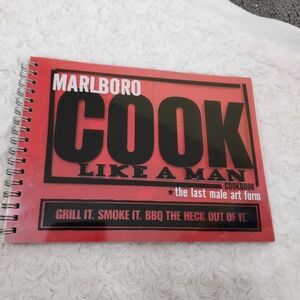 MARLBORO
COOK
LIKE A MAN
COOKBOOK
★ the last male art form
GRILL IT. SMOKE IT. BBQ THE HECK OUT OF IT.